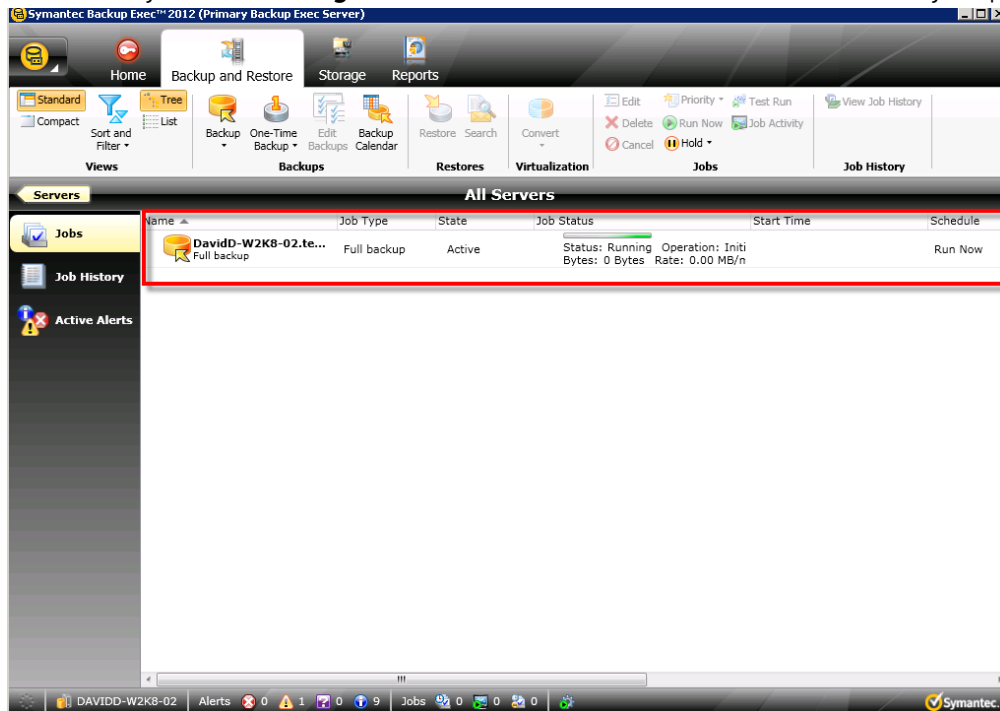 Symantec Backup Exec™ 2012 (Primary Backup Exec Server)
Home Backup and Restore Storage Reports
Standard Tree Edit Priority Test Run View Job History
Compact List Delete Run Now Job Activity
Sort and Filter Backup One-Time Backup Edit Backups Backup Calendar Restore Search Convert Cancel Hold
Views Backups Restores Virtualization Jobs Job History
Servers All Servers
Jobs
Job History
Active Alerts
Name Job Type State Job Status Start Time Schedule
DavidD-W2K8-02.te... Full backup Active Status: Running Operation: Initi Run Now
Full backup Bytes: 0 Bytes Rate: 0.00 MB/n
DAVIDD-W2K8-02 Alerts 0 1 0 9 Jobs 0 0 0 Symantec.